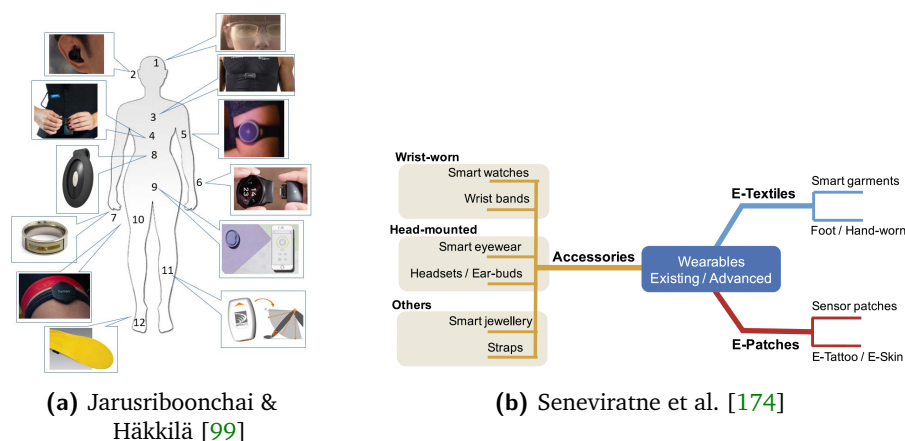 1
2
3
4
5
8
6
9
7
10
11
12
(a) Jarusriboonchai &
Häkkilä [99]
Wrist-worn
Smart watches
Wrist bands
Head-mounted
Smart eyewear
Headsets / Ear-buds
Others
Smart jewellery
Straps
Accessories
Wearables
Existing / Advanced
E-Textiles
Smart garments
Foot / Hand-worn
Sensor patches
E-Patches
E-Tattoo / E-Skin
(b) Seneviratne et al. [174]